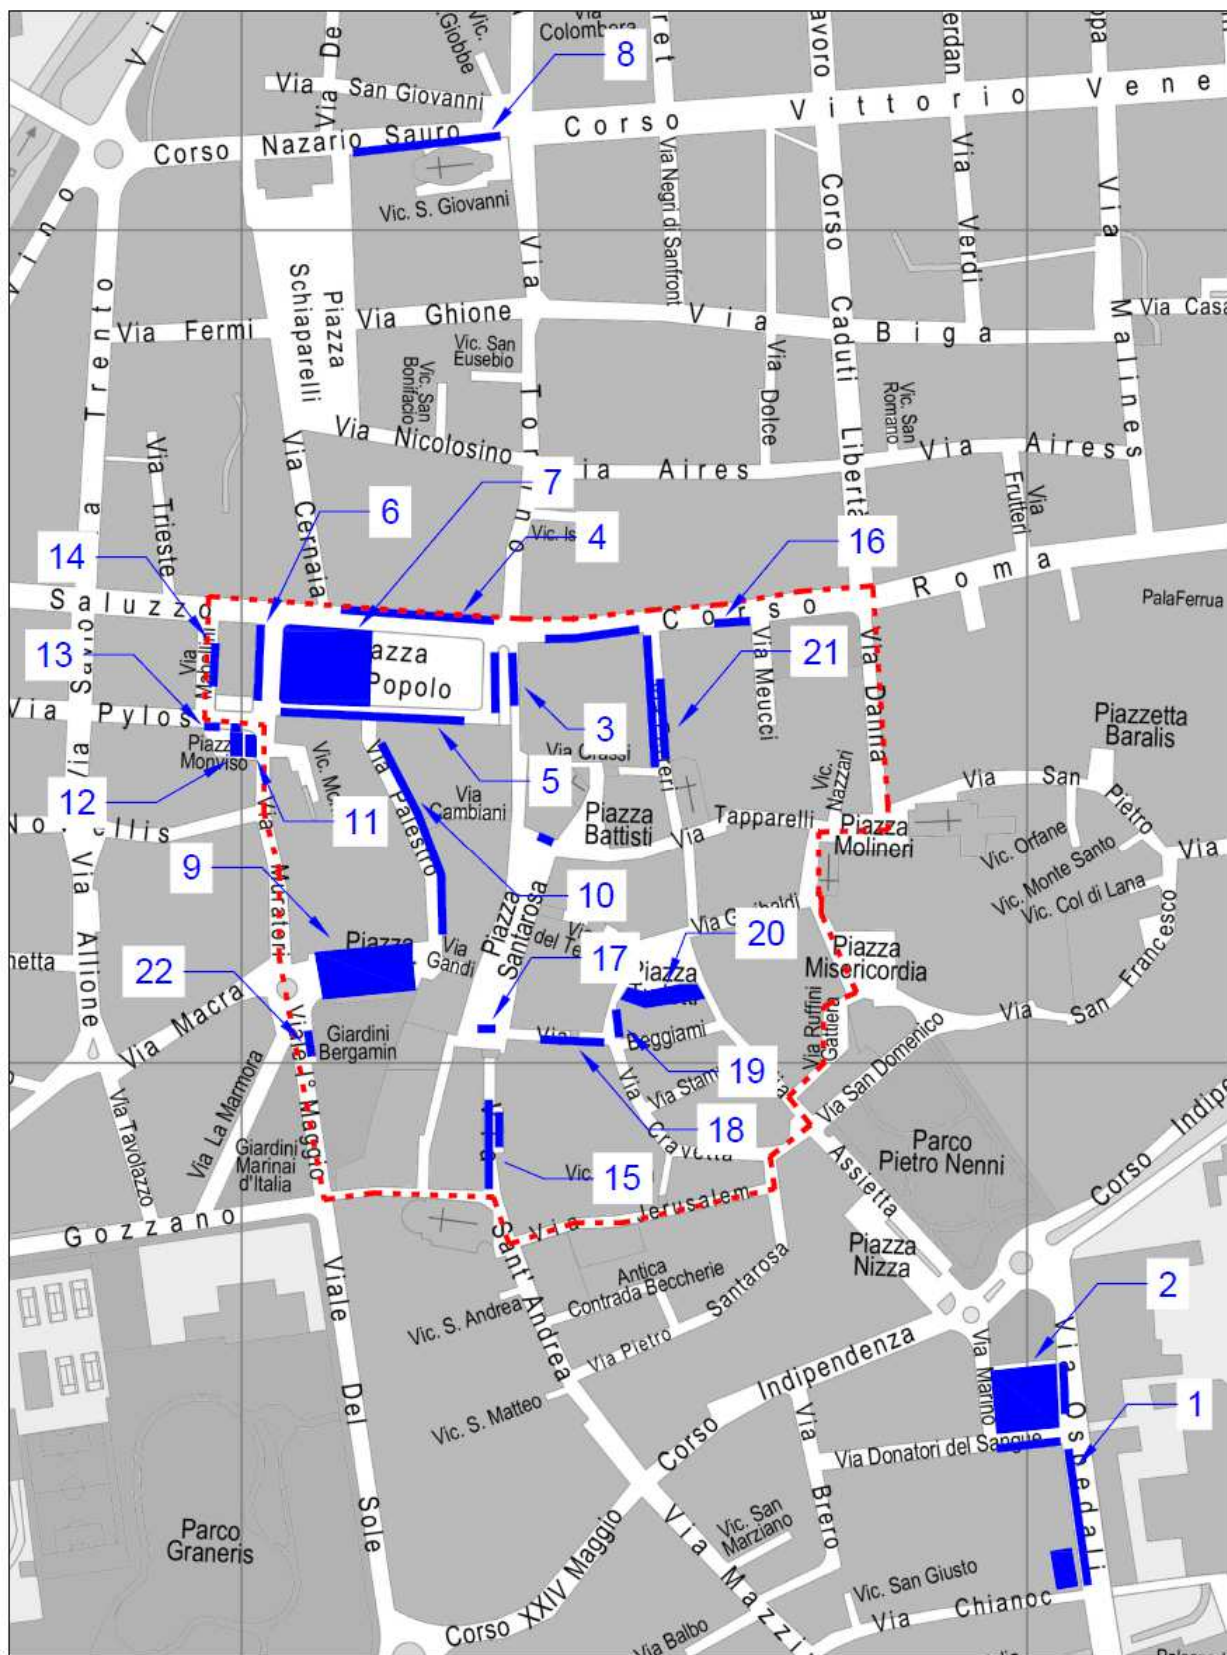 Via
Colombera
Vic.
Giobbe
8
Via San Giovanni
Via De
Corso Nazario Sauro
Corso Vittorio Vene
Vic. S. Giovanni
Via Negri di Sanfront
Via Verdi
Via Malines
Corso Caduti Libertà
Via Trento
Piazza
Schiaparelli
Via Fermi
Via Ghione
Via Biga
Via Casa
Vic. San
Eusebio
Vic. San
Bonifacio
Via Dolce
Vic. San
Romano
Via Nicolosino
Via Torino
Via Aires
Via
Frutteri
Via Trieste
Via Cernaia
7
6
4
16
14
Saluzzo
Corso Roma
PalaFerrua
Via
Mabellini
13
Popolo
Via Meucci
21
Via Danna
Via Pylos
3
5
Piazzetta
Baralis
Piazza
Monviso
12
11
Via Palestro
Via
Cambiani
Piazza
Battisti
Via Tapparelli
Vic.
Nazzari
Piazza
Molineri
Via San Pietro
Vic. Orfane
Vic. Monte Santo
Vic. Col di Lana
Via
Via Allione
Via Muratori
9
10
Piazza
Santarosa
Via Garibaldi
Piazza
Via
Gandi
17
20
Piazza
Piazza
Misericordia
Via San Francesco
22
Via Macra
Viale I° Maggio
Giardini
Bergamin
Via Beggiami
Via Ruffini
Gattiera
19
Via San Domenico
18
Via Cravetta
Via La Marmora
Via Tavolazzo
Giardini
Marinai
d'Italia
15
Assietta
Parco
Pietro Nenni
Corso Indipe
Via Jerusalem
Gozzano
Via Sant' Andrea
Antica
Contrada Beccherie
Piazza
Nizza
Vic. S. Andrea
Via Pietro Santarosa
2
Via Marino
Corso Indipendenza
Vic. S. Matteo
Viale Del Sole
1
Via Donatori del Sangue
Via Ospedali
Via Brero
Vic. San
Marziano
Parco
Graneris
Vic. San Giusto
Via Chianoc
Corso XXIV Maggio
Via Mazzi
Via Balbo